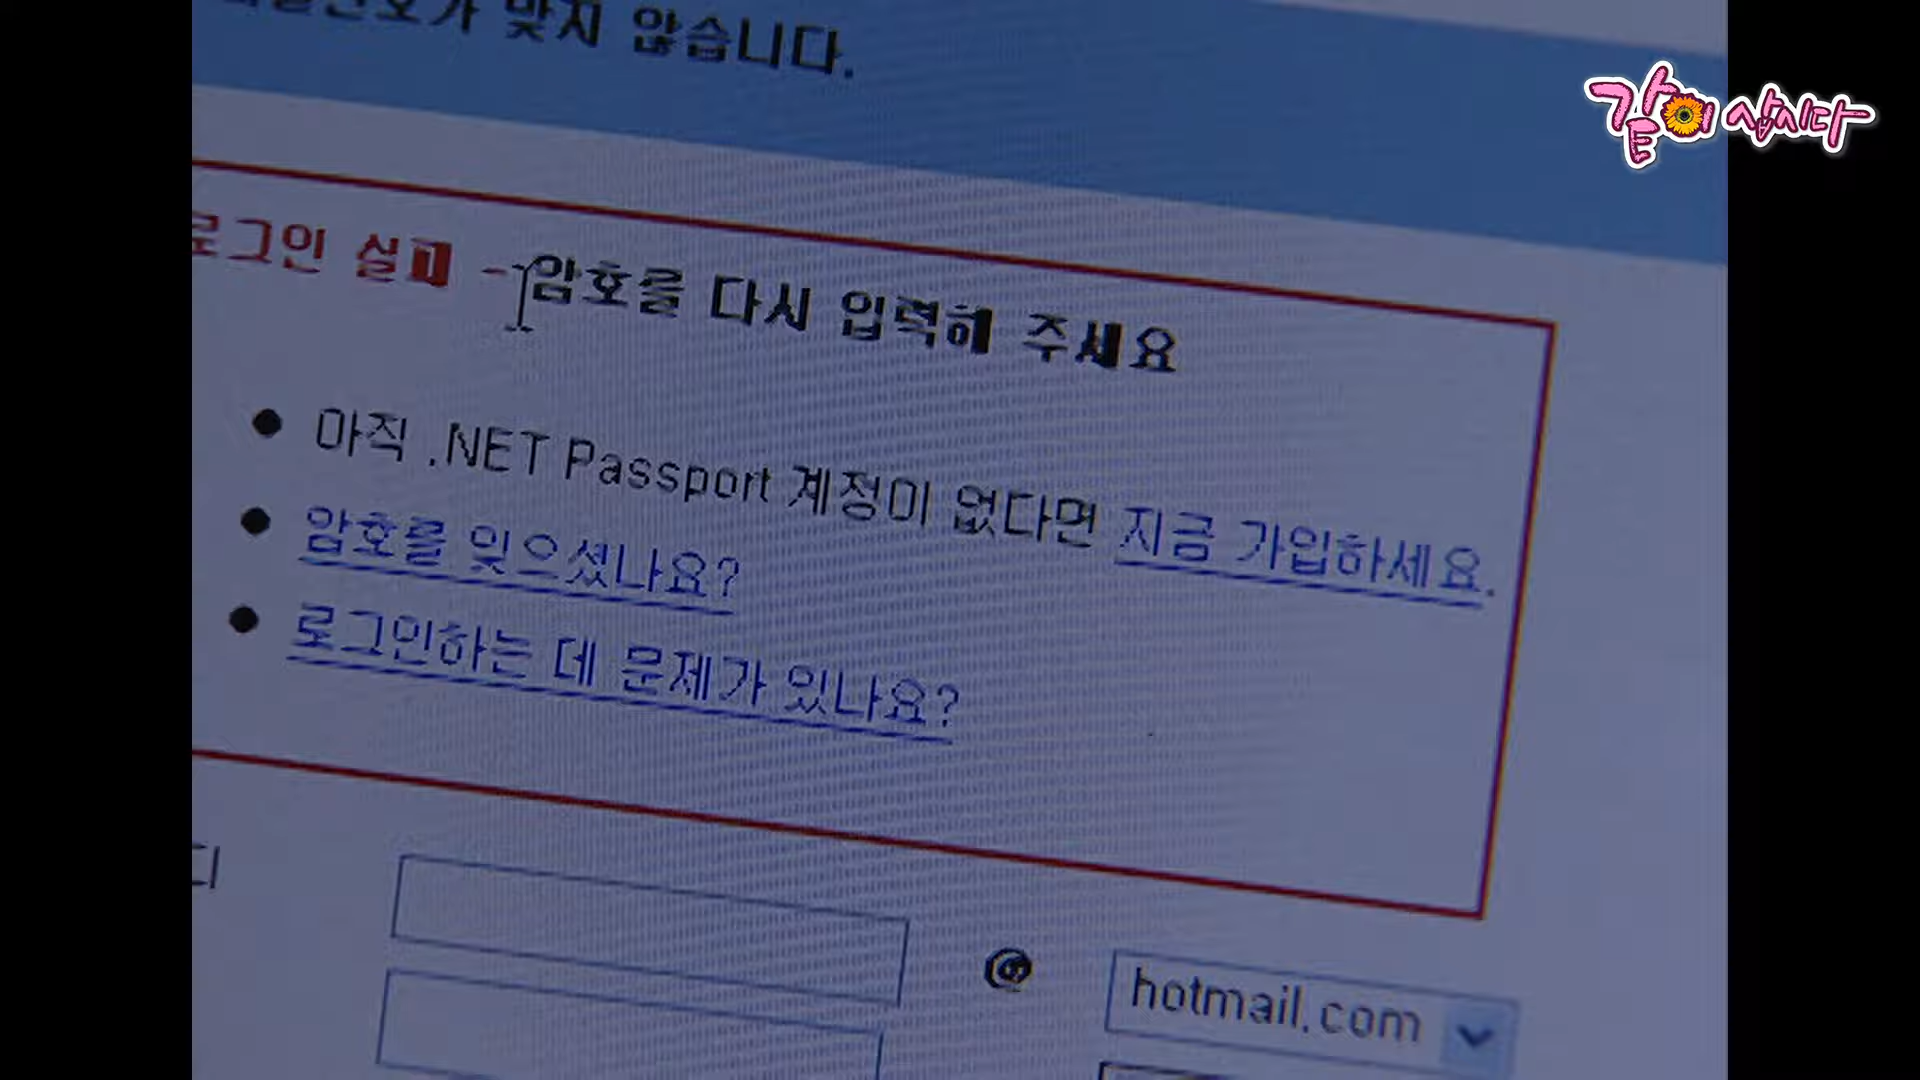 맞지 않습니다.
같이 삽시다
로그인 실패 - 암호를 다시 입력해 주세요
아직 .NET Passport 계정이 없다면 지금 가입하세요.
암호를 잊으셨나요?
로그인하는 데 문제가 있나요?
@ hotmail.com